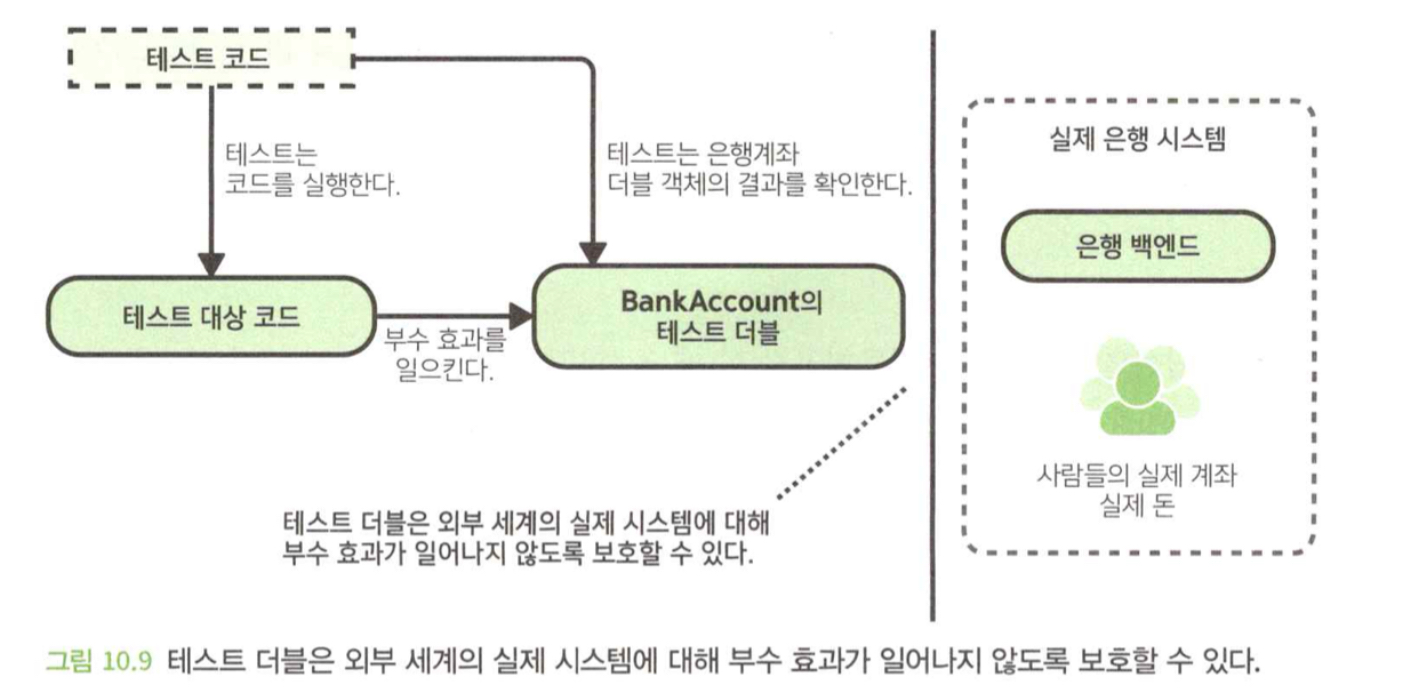 테스트 코드
테스트는
코드를 실행한다.
테스트는 은행계좌
더블 객체의 결과를 확인한다.
테스트 대상 코드
부수 효과를
일으킨다.
BankAccount의
테스트 더블
테스트 더블은 외부 세계의 실제 시스템에 대해
부수 효과가 일어나지 않도록 보호할 수 있다.
실제 은행 시스템
은행 백엔드
사람들의 실제 계좌
실제 돈
그림 10.9 테스트 더블은 외부 세계의 실제 시스템에 대해 부수 효과가 일어나지 않도록 보호할 수 있다.